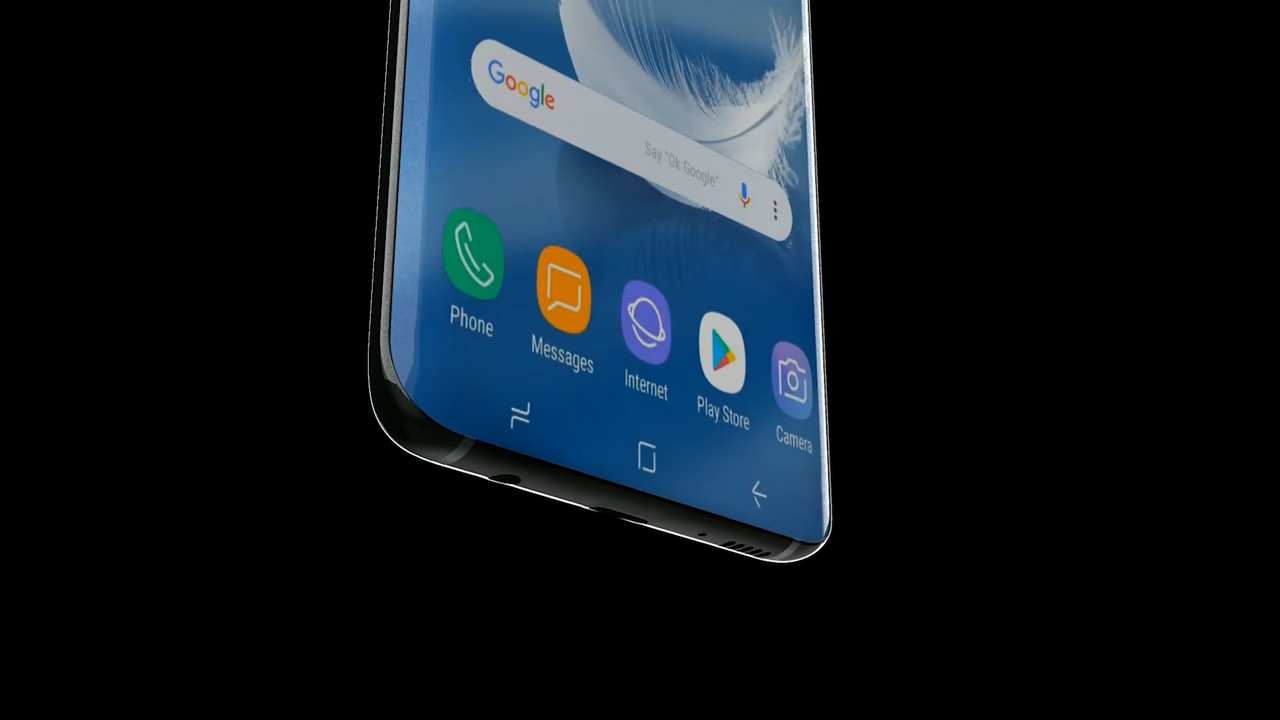 Google
Say "Ok Google"
Phone
Messages
Internet
Play Store
Camera